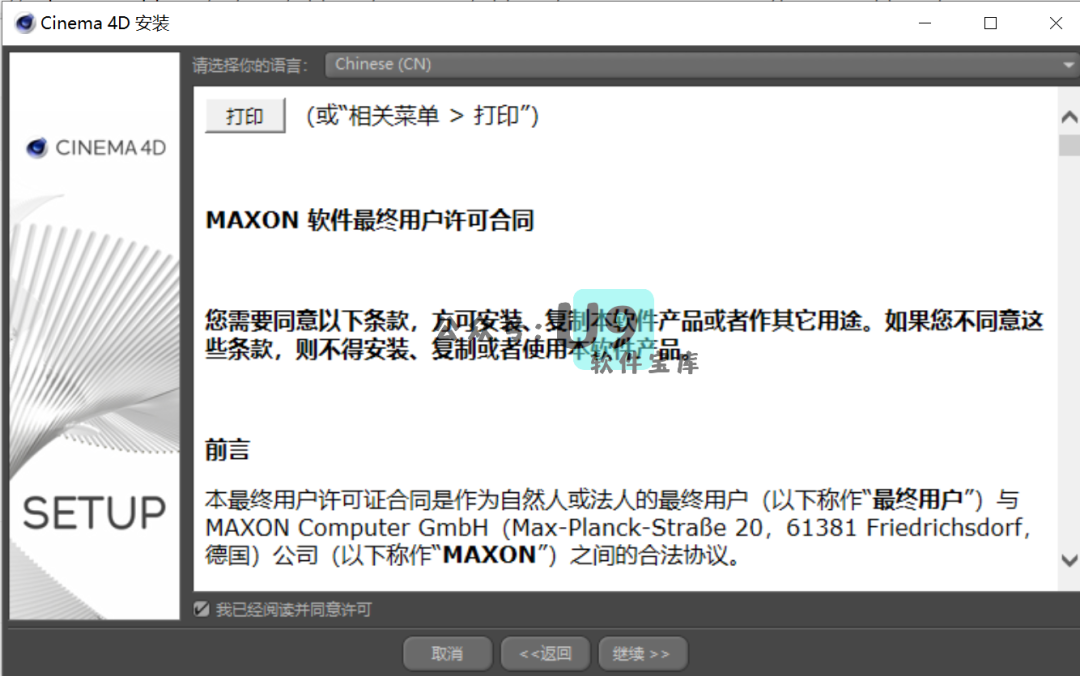 Cinema 4D 安装
请选择你的语言: Chinese (CN)
CINEMA 4D
打印 (或“相关菜单 > 打印”)
MAXON 软件最终用户许可合同
您需要同意以下条款，方可安装、复制本软件产品或者作其它用途。如果您不同意这
些条款，则不得安装、复制或者使用本软件产品。
公众号：U9
软件宝库
前言
本最终用户许可证合同是作为自然人或法人的最终用户（以下称作“最终用户”）与
MAXON Computer GmbH（Max-Planck-Straße 20，61381 Friedrichsdorf，
德国）公司（以下称作“MAXON”）之间的合法协议。
SETUP
我已经阅读并同意许可
取消 <<返回 继续 >>